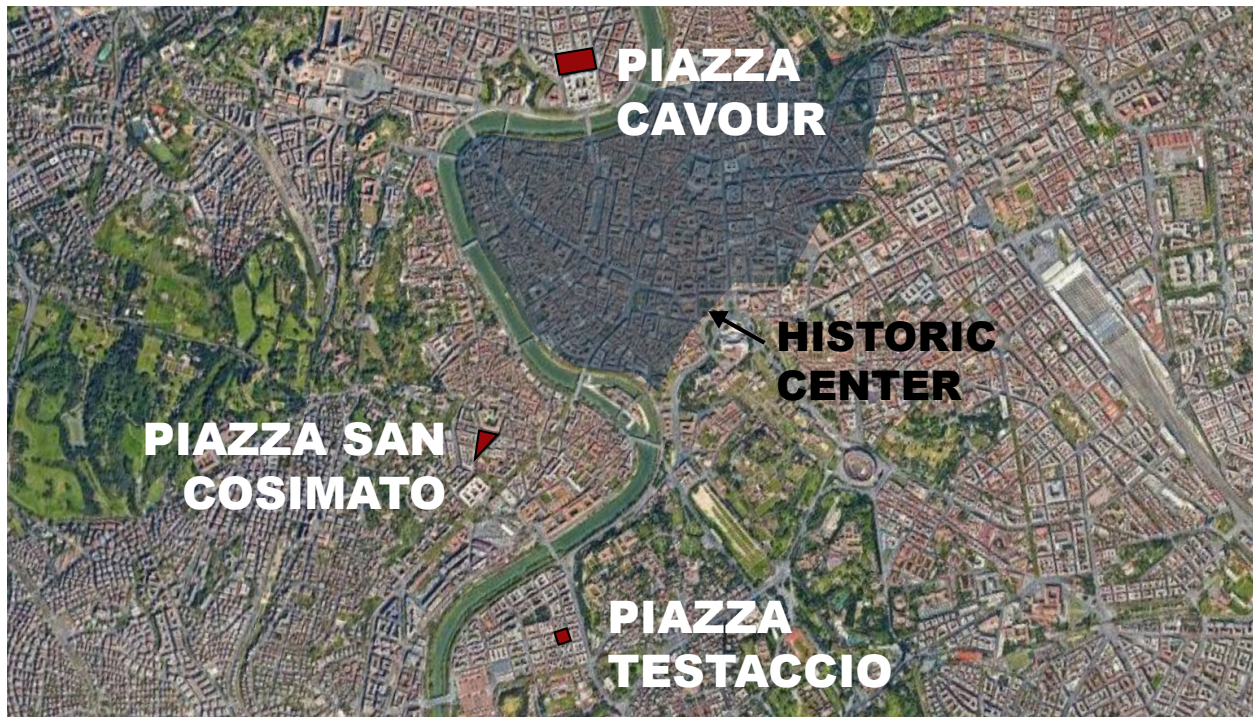 PIAZZA
CAVOUR
HISTORIC
CENTER
PIAZZA SAN
COSIMATO
PIAZZA
TESTACCIO